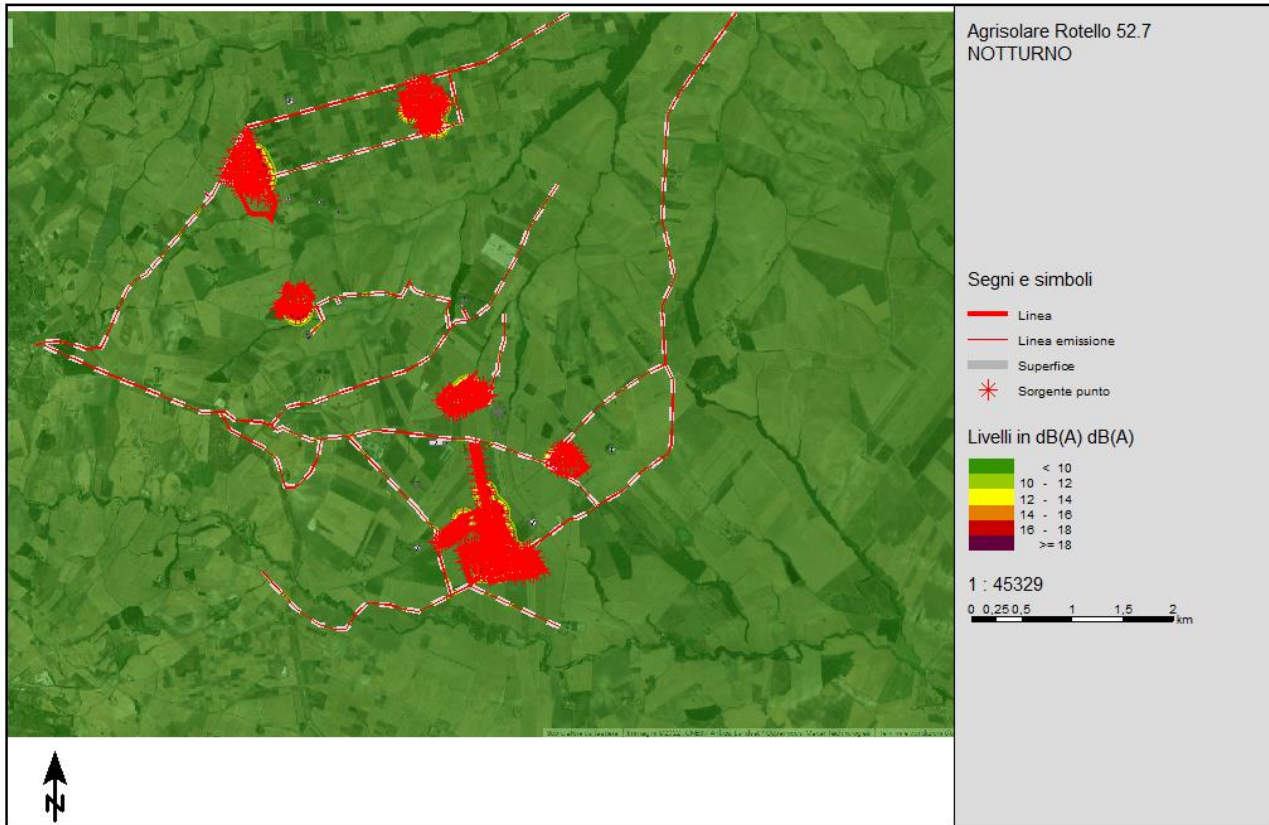 Agrisolare Rotello 52.7
NOTTURNO
Segni e simboli
Linea
Linea emissione
Superfice
Sorgente punto
Livelli in dB(A) dB(A)
< 10
10 - 12
12 - 14
14 - 16
16 - 18
>= 18
1 : 45329
0 0,25 0,5 1 1,5 2
km
N